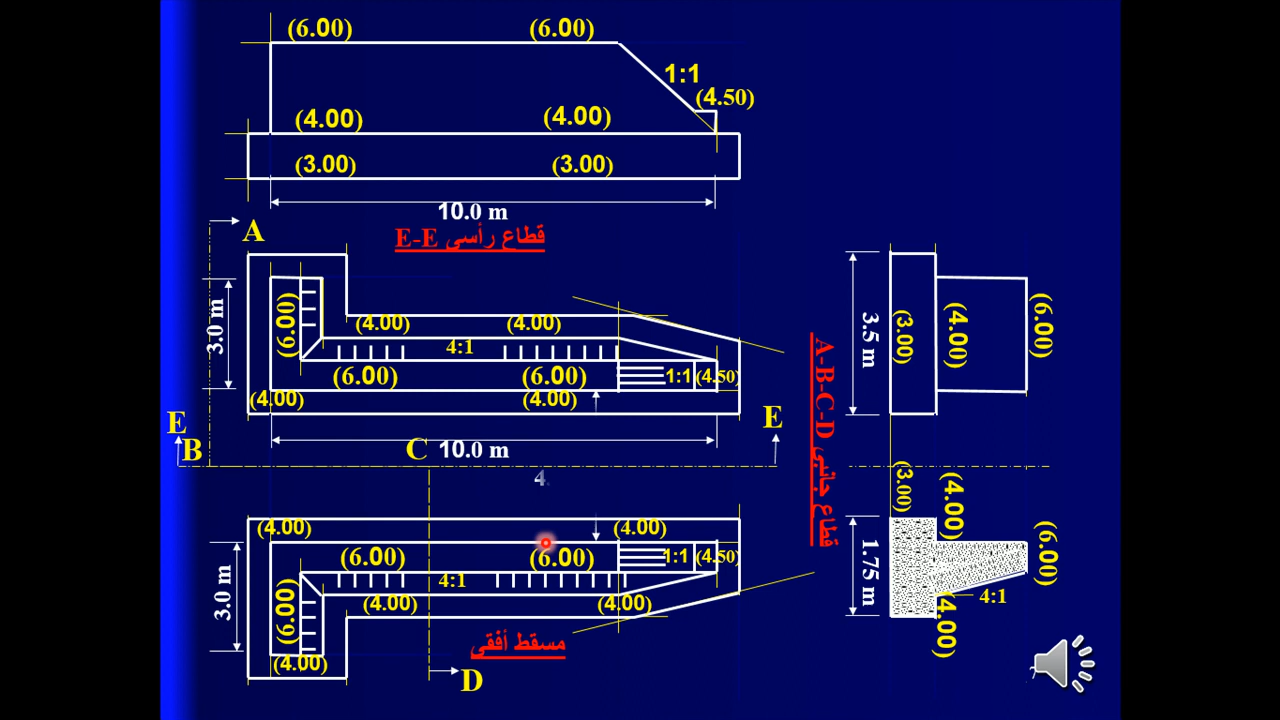 (6.00) (6.00)
1:1
(4.50)
(4.00) (4.00)
(3.00) (3.00)
10.0 m
قطاع رأسى E-E
A
3.0 m
(6.00)
(4.00) (4.00)
4:1
(6.00) (6.00) 1:1 (4.50)
(4.00) (4.00)
E
B
C 10.0 m
E
4.
(4.00) (4.00)
(6.00) (6.00) 1:1 (4.50)
4:1
3.0 m
(6.00)
(4.00) (4.00)
(4.00)
مسقط أفقى
D
قطاع جانبى A-B-C-D
3.5 m
(3.00)
(4.00)
(6.00)
(3.00)
(4.00)
(6.00)
1.75 m
4:1
(4.00)